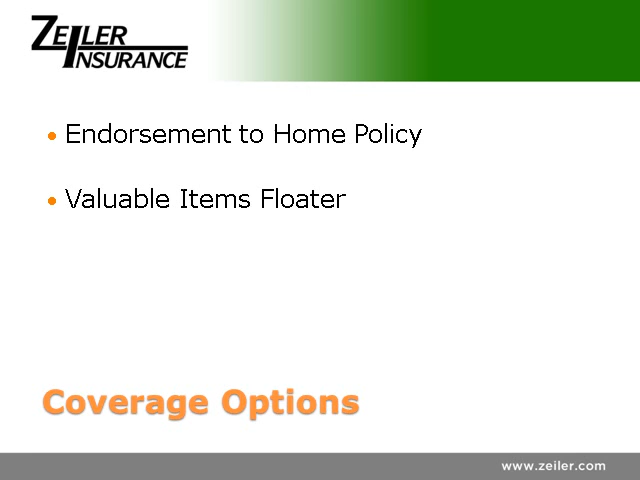 ZEILER
INSURANCE
Endorsement to Home Policy
Valuable Items Floater
Coverage Options
www.zeiler.com